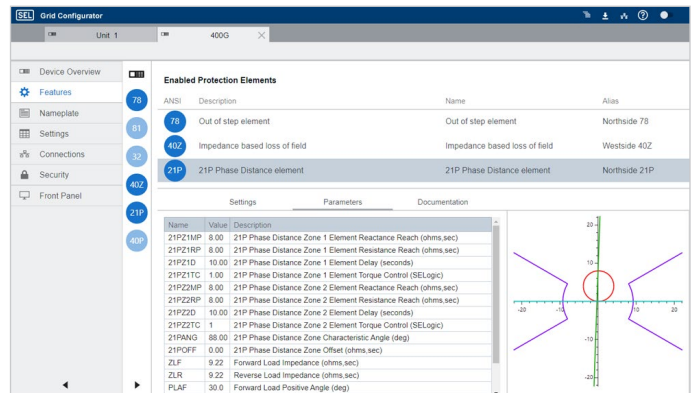 SEL Grid Configurator
Unit 1
400G
Device Overview
Features
Nameplate
Settings
Connections
Security
Front Panel
78
81
32
40Z
21P
40P
Enabled Protection Elements
ANSI Description Name Alias
78 Out of step element Out of step element Northside 78
40Z Impedance based loss of field Impedance based loss of field Westside 40Z
21P 21P Phase Distance element 21P Phase Distance element Northside 21P
Settings Parameters Documentation
Name Value Description
21PZ1MP 8.00 21P Phase Distance Zone 1 Element Reactance Reach (ohms,sec)
21PZ1RP 8.00 21P Phase Distance Zone 1 Element Resistance Reach (ohms,sec)
21PZ1D 10.00 21P Phase Distance Zone 1 Element Delay (seconds)
21PZ1TC 1.00 21P Phase Distance Zone 1 Element Torque Control (SELogic)
21PZ2MP 8.00 21P Phase Distance Zone 2 Element Reactance Reach (ohms,sec)
21PZ2RP 8.00 21P Phase Distance Zone 2 Element Resistance Reach (ohms,sec)
21PZ2D 10.00 21P Phase Distance Zone 2 Element Delay (seconds)
21PZ2TC 1 21P Phase Distance Zone 2 Element Torque Control (SELogic)
21PANG 88.00 21P Phase Distance Zone Characteristic Angle (deg)
21POFF 0.00 21P Phase Distance Zone Offset (ohms,sec)
ZLF 9.22 Forward Load Impedance (ohms,sec)
ZLR 9.22 Reverse Load Impedance (ohms,sec)
PLAF 30.0 Forward Load Positive Angle (deg)
20
10
-20 -10 10 20
-10
-20